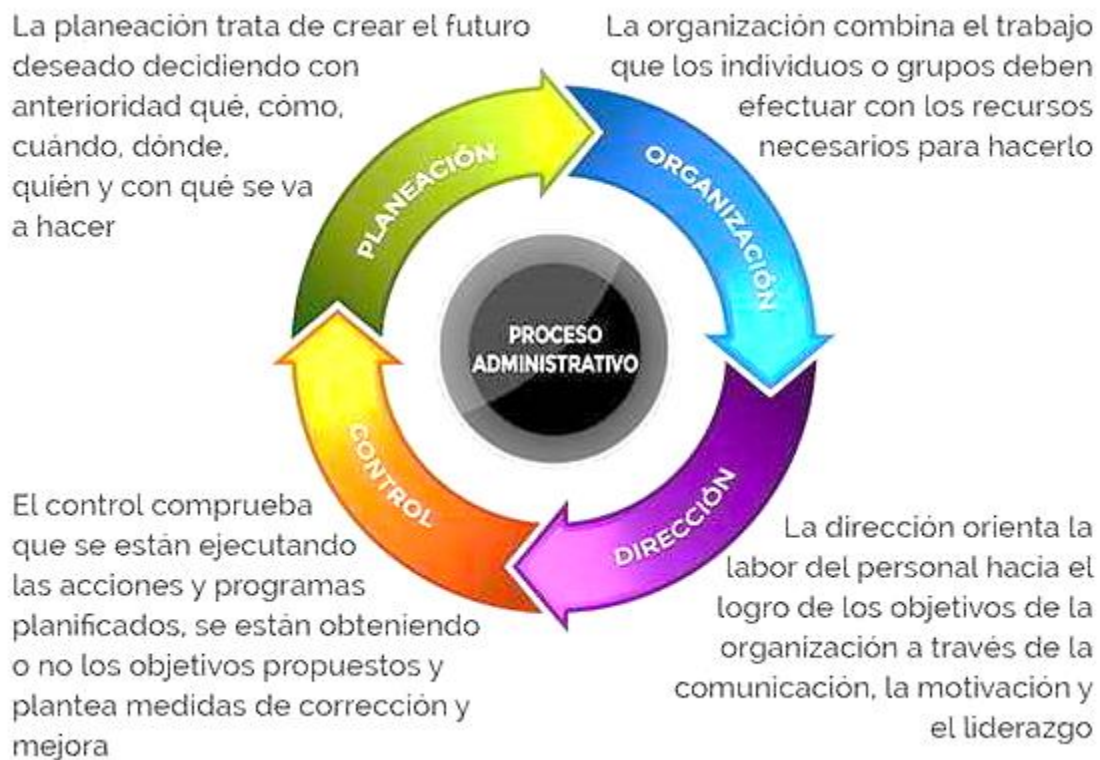 La planeación trata de crear el futuro
deseado decidiendo con
anterioridad qué, cómo,
cuándo, dónde,
quién y con qué se va
a hacer
La organización combina el trabajo
que los individuos o grupos deben
efectuar con los recursos
necesarios para hacerlo
PLANEACIÓN
ORGANIZACIÓN
PROCESO
ADMINISTRATIVO
CONTROL
DIRECCIÓN
El control comprueba
que se están ejecutando
las acciones y programas
planificados, se están obteniendo
o no los objetivos propuestos y
plantea medidas de corrección y
mejora
La dirección orienta la
labor del personal hacia el
logro de los objetivos de la
organización a través de la
comunicación, la motivación y
el liderazgo